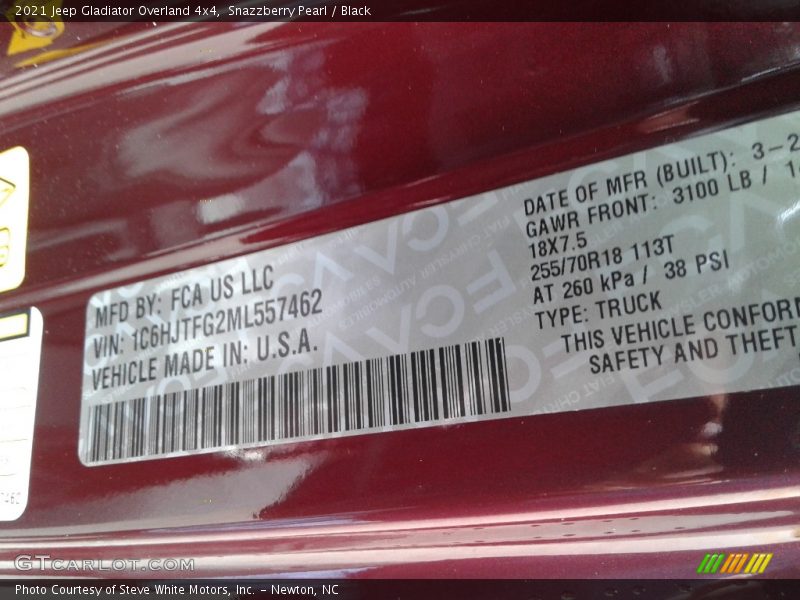 2021 Jeep Gladiator Overland 4x4, Snazzberry Pearl / Black
MFD BY: FCA US LLC
VIN: 1C6HJTFG2ML557462
VEHICLE MADE IN: U.S.A.
DATE OF MFR (BUILT): 3-2
GAWR FRONT: 3100 LB /
18X7.5
255/70R18 113T
AT 260 kPa / 38 PSI
TYPE: TRUCK
THIS VEHICLE CONFOR
SAFETY AND THEFT
GTCARLOT.COM
Photo Courtesy of Steve White Motors, Inc. – Newton, NC